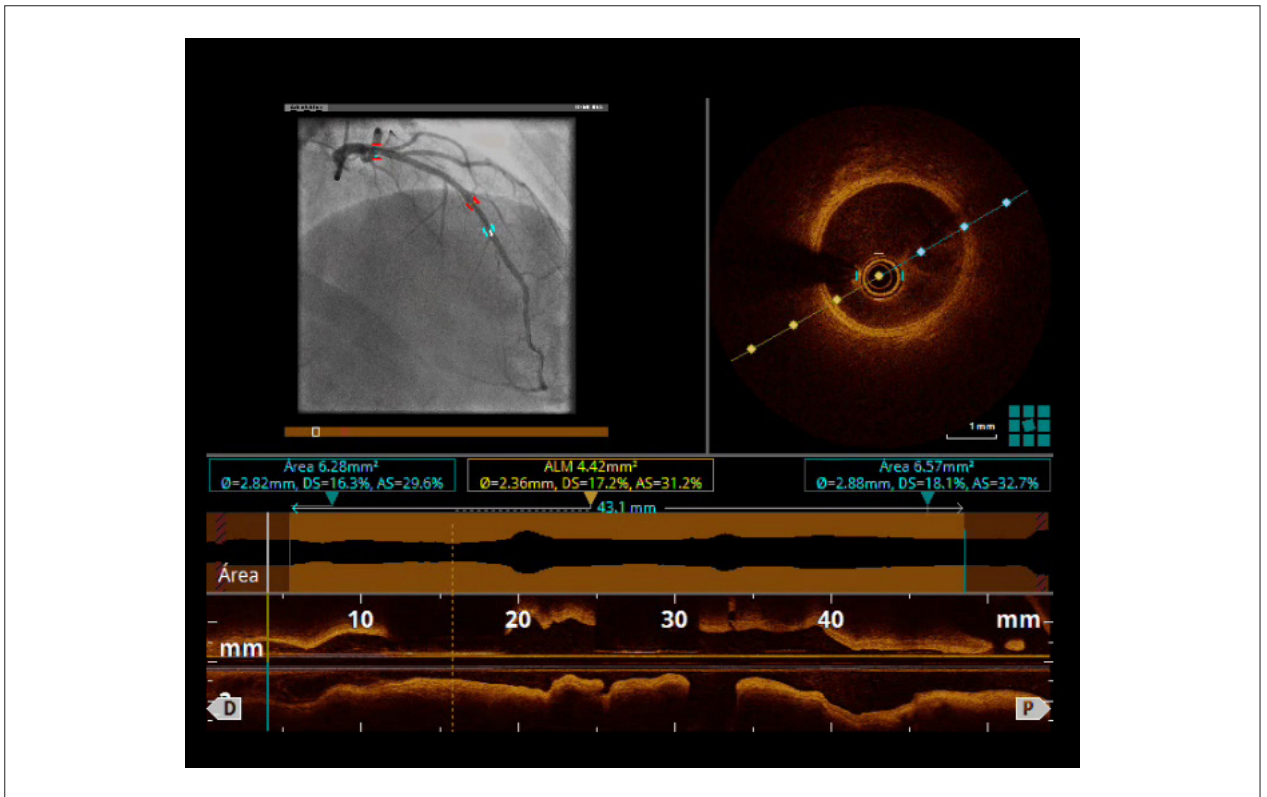 1 mm
Área 6.28mm²
Ø=2.82mm, DS=16.3%, AS=29.6%
ALM 4.42mm²
Ø=2.36mm, DS=17.2%, AS=31.2%
Área 6.57mm²
Ø=2.88mm, DS=18.1%, AS=32.7%
43.1 mm
Área
10 20 30 40 mm
mm
D P